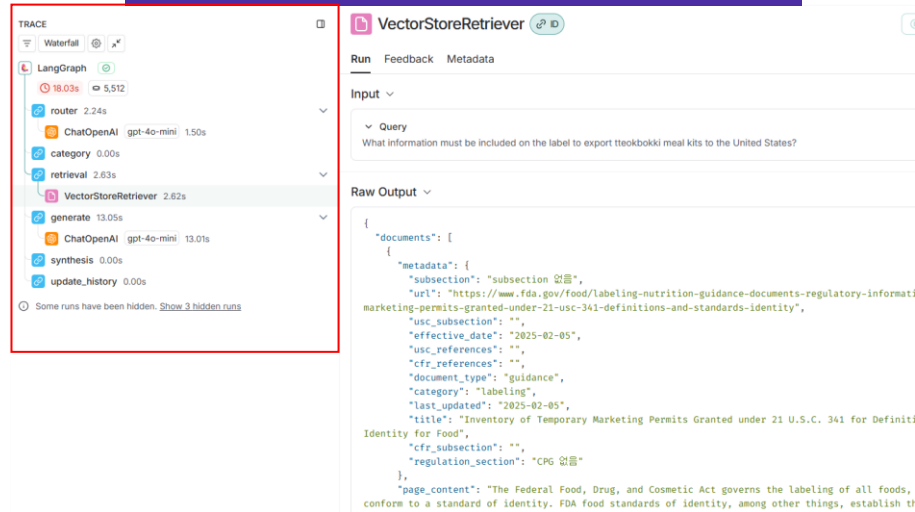 TRACE
Waterfall
LangGraph
18.03s 5,512
router 2.24s
ChatOpenAI gpt-4o-mini 1.50s
category 0.00s
retrieval 2.63s
VectorStoreRetriever 2.62s
generate 13.05s
ChatOpenAI gpt-4o-mini 13.01s
synthesis 0.00s
update_history 0.00s
Some runs have been hidden. Show 3 hidden runs
VectorStoreRetriever ID
Run Feedback Metadata
Input
Query
What information must be included on the label to export tteokbokki meal kits to the United States?
Raw Output
{
"documents": [
{
"metadata": {
"subsection": "subsection 없음",
"url": "https://www.fda.gov/food/labeling-nutrition-guidance-documents-regulatory-informati
marketing-permits-granted-under-21-usc-341-definitions-and-standards-identity",
"usc_subsection": "",
"effective_date": "2025-02-05",
"usc_references": "",
"cfr_references": "",
"document_type": "guidance",
"category": "labeling",
"last_updated": "2025-02-05",
"title": "Inventory of Temporary Marketing Permits Granted under 21 U.S.C. 341 for Definiti
Identity for Food",
"cfr_subsection": "",
"regulation_section": "CPG 없음"
},
"page_content": "The Federal Food, Drug, and Cosmetic Act governs the labeling of all foods,
conform to a standard of identity. FDA food standards of identity, among other things, establish th